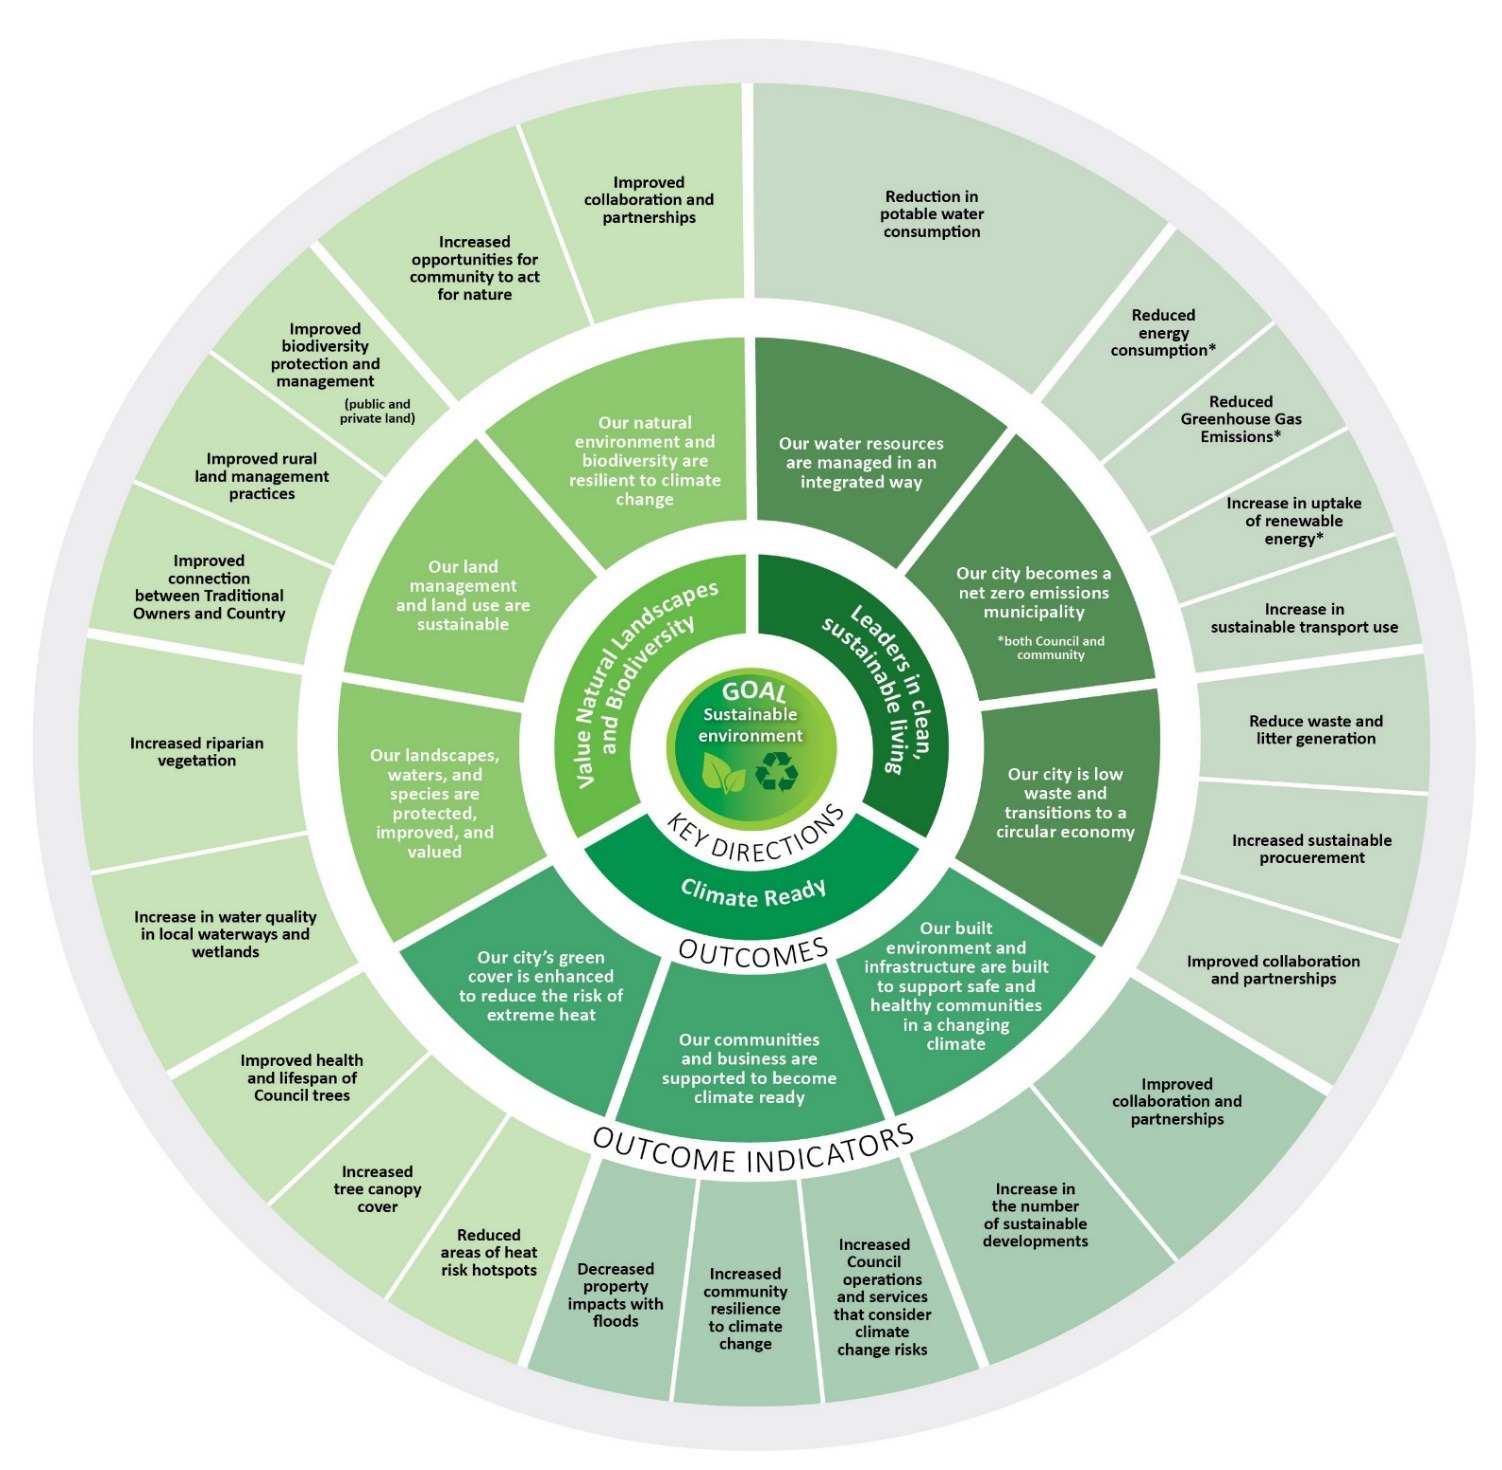 GOAL
Sustainable
environment
KEY DIRECTIONS
Value Natural Landscapes
and Biodiversity
Leaders in clean,
sustainable living
Climate Ready
OUTCOMES
Our water resources
are managed in an
integrated way
Our city becomes a
net zero emissions
municipality
*both Council and
community
Our city is low
waste and
transitions to a
circular economy
Our built
environment and
infrastructure are built
to support safe and
healthy communities
in a changing
climate
Our communities
and business are
supported to become
climate ready
Our city’s green
cover is enhanced
to reduce the risk of
extreme heat
Our landscapes,
waters, and
species are
protected,
improved, and
valued
Our land
management
and land use are
sustainable
Our natural
environment and
biodiversity are
resilient to climate
change
OUTCOME INDICATORS
Reduction in
potable water
consumption
Reduced
energy
consumption*
Reduced
Greenhouse Gas
Emissions*
Increase in uptake
of renewable
energy*
Increase in
sustainable transport use
Reduce waste and
litter generation
Increased sustainable
procuerement
Improved collaboration
and partnerships
Improved
collaboration and
partnerships
Increase in
the number
of sustainable
developments
Increased
Council
operations
and services
that consider
climate
change risks
Increased
community
resilience
to climate
change
Decreased
property
impacts with
floods
Reduced
areas of heat
risk hotspots
Increased
tree canopy
cover
Improved health
and lifespan of
Council trees
Increase in water quality
in local waterways and
wetlands
Increased riparian
vegetation
Improved
connection
between Traditional
Owners and Country
Improved rural
land management
practices
Improved
biodiversity
protection and
management
(public and
private land)
Increased
opportunities for
community to act
for nature
Improved
collaboration and
partnerships